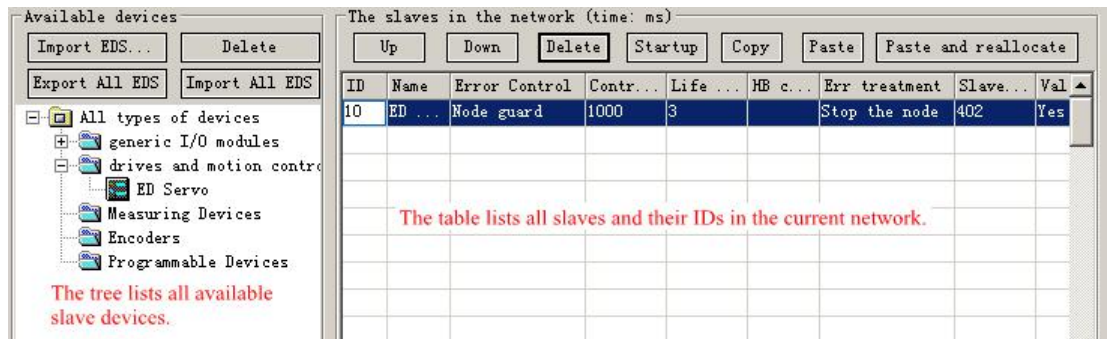 Available devices
Import EDS... Delete
Export All EDS Import All EDS
All types of devices
generic I/O modules
drives and motion contro
ED Servo
Measuring Devices
Encoders
Programmable Devices
The tree lists all available
slave devices.
The slaves in the network (time: ms)
Up Down Delete Startup Copy Paste Paste and reallocate
ID Name Error Control Contr... Life ... HB c... Err treatment Slave... Val
10 ED ... Node guard 1000 3 Stop the node 402 Yes
The table lists all slaves and their IDs in the current network.